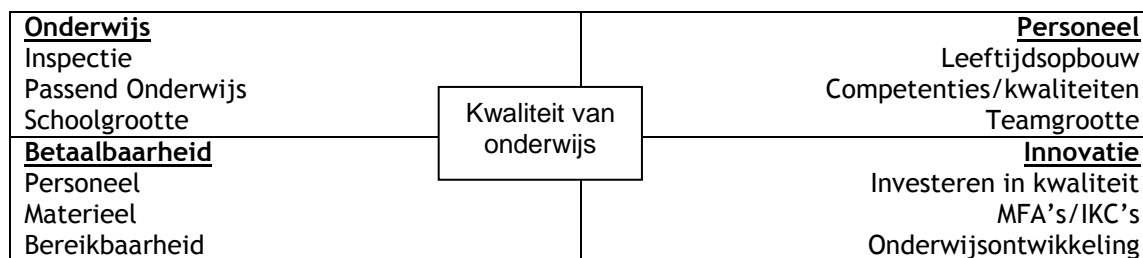 Onderwijs
Inspectie
Passend Onderwijs
Schoolgrootte
Personeel
Leeftijdsopbouw
Competenties/kwaliteiten
Teamgrootte
Kwaliteit van
onderwijs
Betaalbaarheid
Personeel
Materieel
Bereikbaarheid
Innovatie
Investeren in kwaliteit
MFA’s/IKC’s
Onderwijsontwikkeling